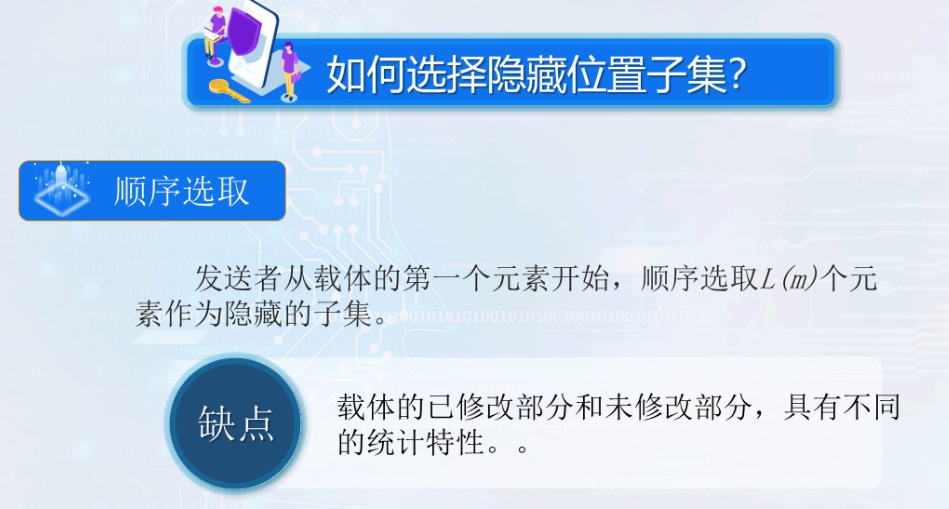 如何选择隐藏位置子集？
顺序选取
发送者从载体的第一个元素开始，顺序选取L(m)个元
素作为隐藏的子集。
缺点
载体的已修改部分和未修改部分，具有不同
的统计特性。。